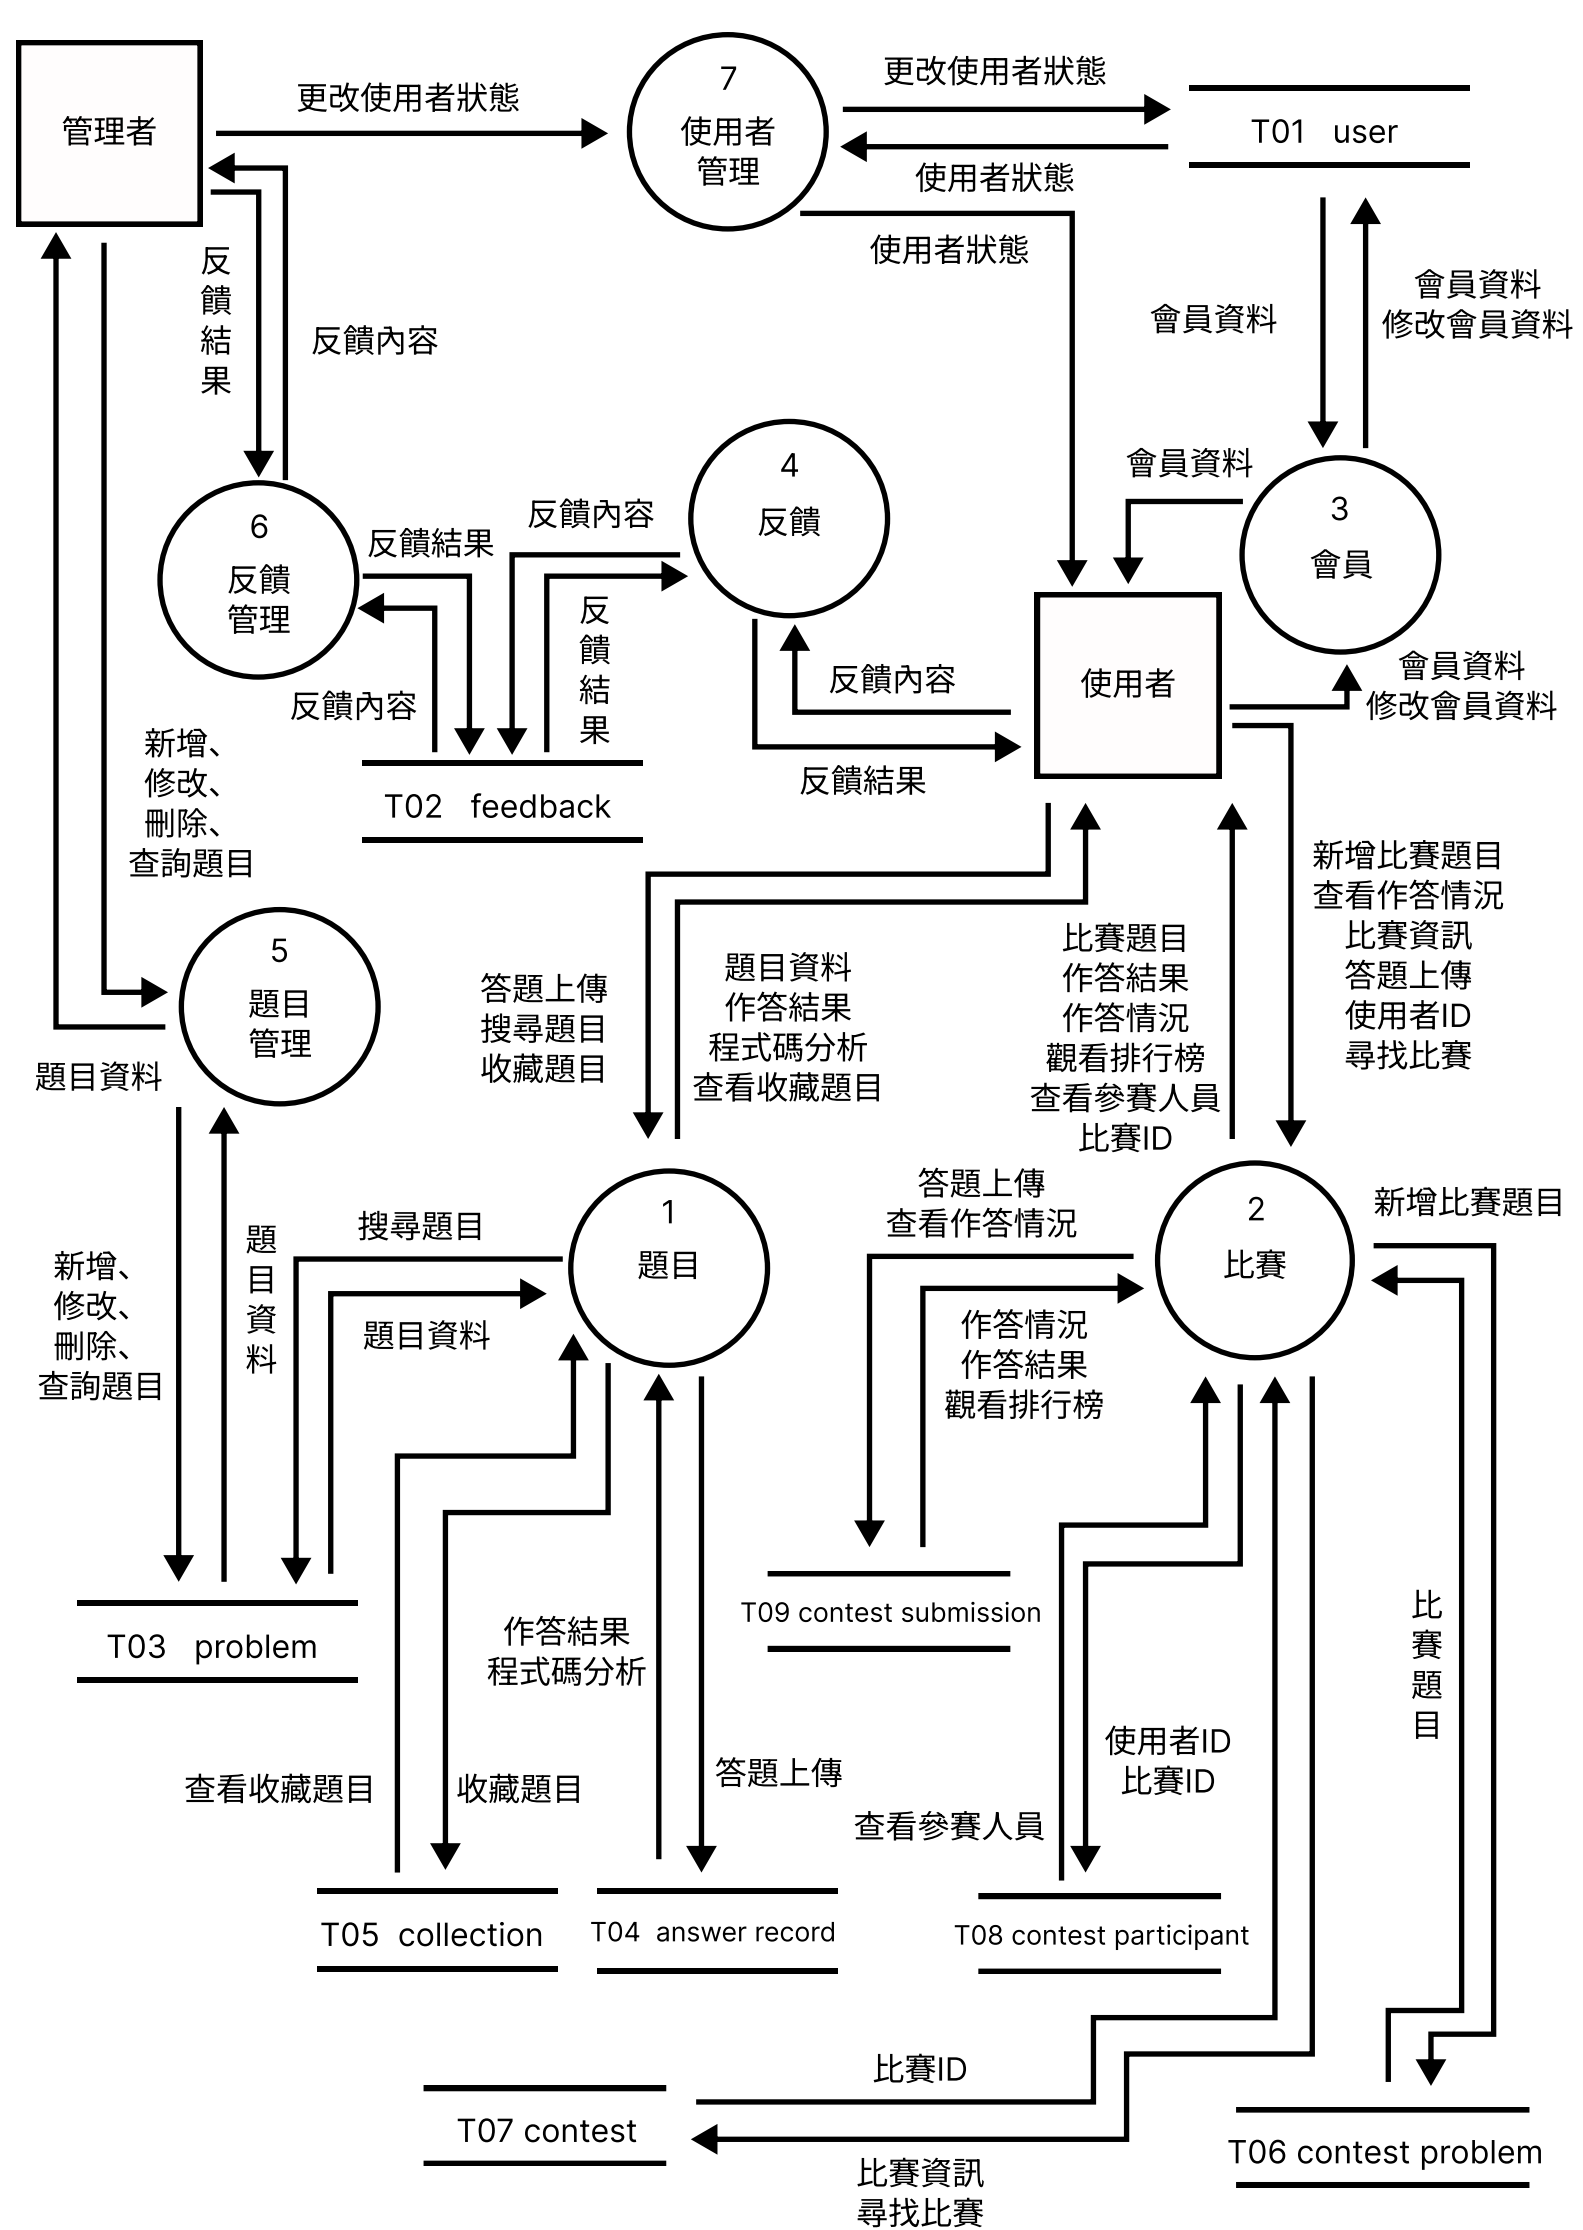 管理者
更改使用者狀態
7
使用者
管理
更改使用者狀態
使用者狀態
T01 user
使用者狀態
反
饋
結
果
反饋內容
會員資料
會員資料
修改會員資料
4
反饋
會員資料
3
會員
6
反饋
管理
反饋結果
反饋內容
反
饋
結
果
反饋內容
反饋內容
反饋結果
使用者
會員資料
修改會員資料
T02 feedback
新增、
修改、
刪除、
查詢題目
5
題目
管理
題目資料
答題上傳
搜尋題目
收藏題目
題目資料
作答結果
程式碼分析
查看收藏題目
比賽題目
作答結果
作答情況
觀看排行榜
查看參賽人員
比賽ID
新增比賽題目
查看作答情況
比賽資訊
答題上傳
使用者ID
尋找比賽
新增、
修改、
刪除、
查詢題目
題
目
資
料
搜尋題目
題目資料
1
題目
答題上傳
查看作答情況
作答情況
作答結果
觀看排行榜
2
比賽
新增比賽題目
T03 problem
作答結果
程式碼分析
T09 contest submission
比
賽
題
目
查看收藏題目
收藏題目
答題上傳
查看參賽人員
使用者ID
比賽ID
T05 collection
T04 answer record
T08 contest participant
比賽ID
T07 contest
比賽資訊
尋找比賽
T06 contest problem